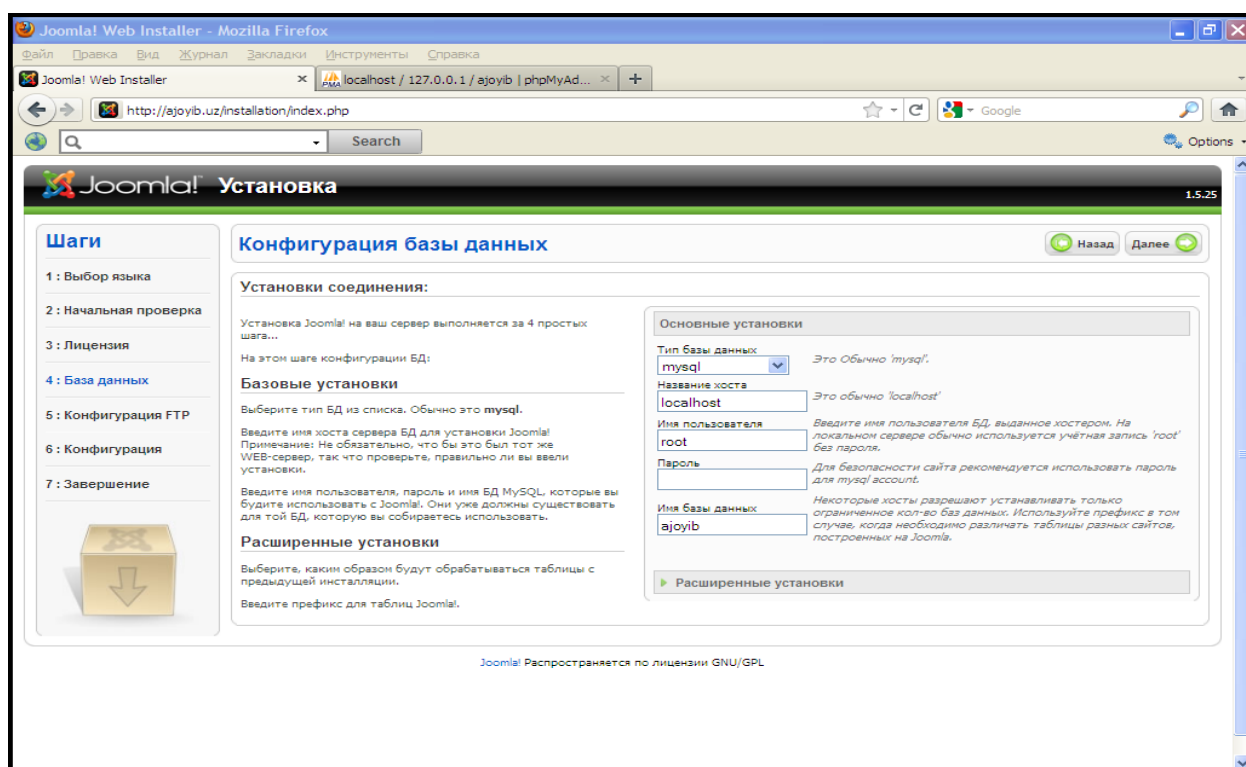 Joomla! Web Installer - Mozilla Firefox
Файл Правка Вид Журнал Закладки Инструменты Справка
Joomla! Web Installer
localhost / 127.0.0.1 / ajoyib | phpMyAd...
http://ajoyib.uz/installation/index.php
Google
Search
Options
Joomla! Установка
1.5.25
Шаги
1 : Выбор языка
2 : Начальная проверка
3 : Лицензия
4 : База данных
5 : Конфигурация FTP
6 : Конфигурация
7 : Завершение
Конфигурация базы данных
Назад
Далее
Установки соединения:
Установка Joomla! на ваш сервер выполняется за 4 простых
шага...
На этом шаге конфигурации БД:
Базовые установки
Выберите тип БД из списка. Обычно это mysql.
Введите имя хоста сервера БД для установки Joomla!
Примечание: Не обязательно, что бы это был тот же
WEB-сервер, так что проверьте, правильно ли вы ввели
установки.
Введите имя пользователя, пароль и имя БД MySQL, которые вы
будите использовать с Joomla!. Они уже должны существовать
для той БД, которую вы собираетесь использовать.
Расширенные установки
Выберите, каким образом будут обрабатываться таблицы с
предыдущей инсталляции.
Введите префикс для таблиц Joomla!.
Основные установки
Тип базы данных
mysql
Это Обычно 'mysql'.
Название хоста
localhost
Это обычно 'localhost'
Имя пользователя
root
Введите имя пользователя БД, выданное хостером. На
локальном сервере обычно используется учётная запись 'root'
без пароля.
Пароль
Для безопасности сайта рекомендуется использовать пароль
для mysql account.
Имя базы данных
ajoyib
Некоторые хосты разрешают устанавливать только
ограниченное кол-во баз данных. Используйте префикс в том
случае, когда необходимо различать таблицы разных сайтов,
построенных на Joomla.
Расширенные установки
Joomla! Распространяется по лицензии GNU/GPL